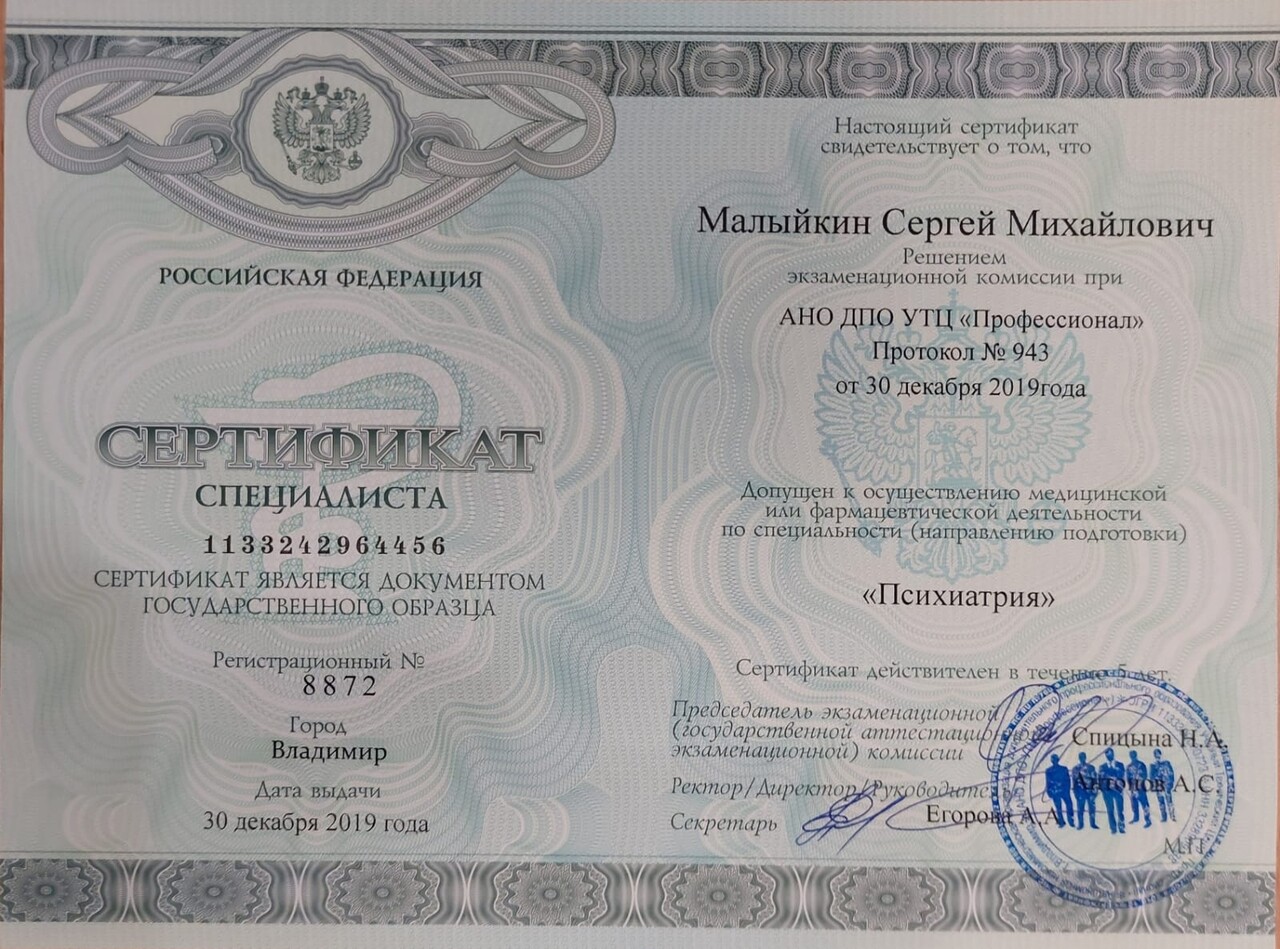 РОССИЙСКАЯ ФЕДЕРАЦИЯ
СЕРТИФИКАТ
СПЕЦИАЛИСТА
1133242964456
СЕРТИФИКАТ ЯВЛЯЕТСЯ ДОКУМЕНТОМ
ГОСУДАРСТВЕННОГО ОБРАЗЦА
Регистрационный №
8872
Город
Владимир
Дата выдачи
30 декабря 2019 года
Настоящий сертификат
свидетельствует о том, что
Малыйкин Сергей Михайлович
Решением
экзаменационной комиссии при
АНО ДПО УТЦ «Профессионал»
Протокол № 943
от 30 декабря 2019года
Допущен к осуществлению медицинской
или фармацевтической деятельности
по специальности (направлению подготовки)
«Психиатрия»
Сертификат действителен в течение 5 лет.
Председатель экзаменационной
(государственной аттестационной
экзаменационной) комиссии
Спицына Н.А.
Ректор/Директор/Руководитель
Антонов А.С.
Секретарь
Егорова А.А.
М.П.